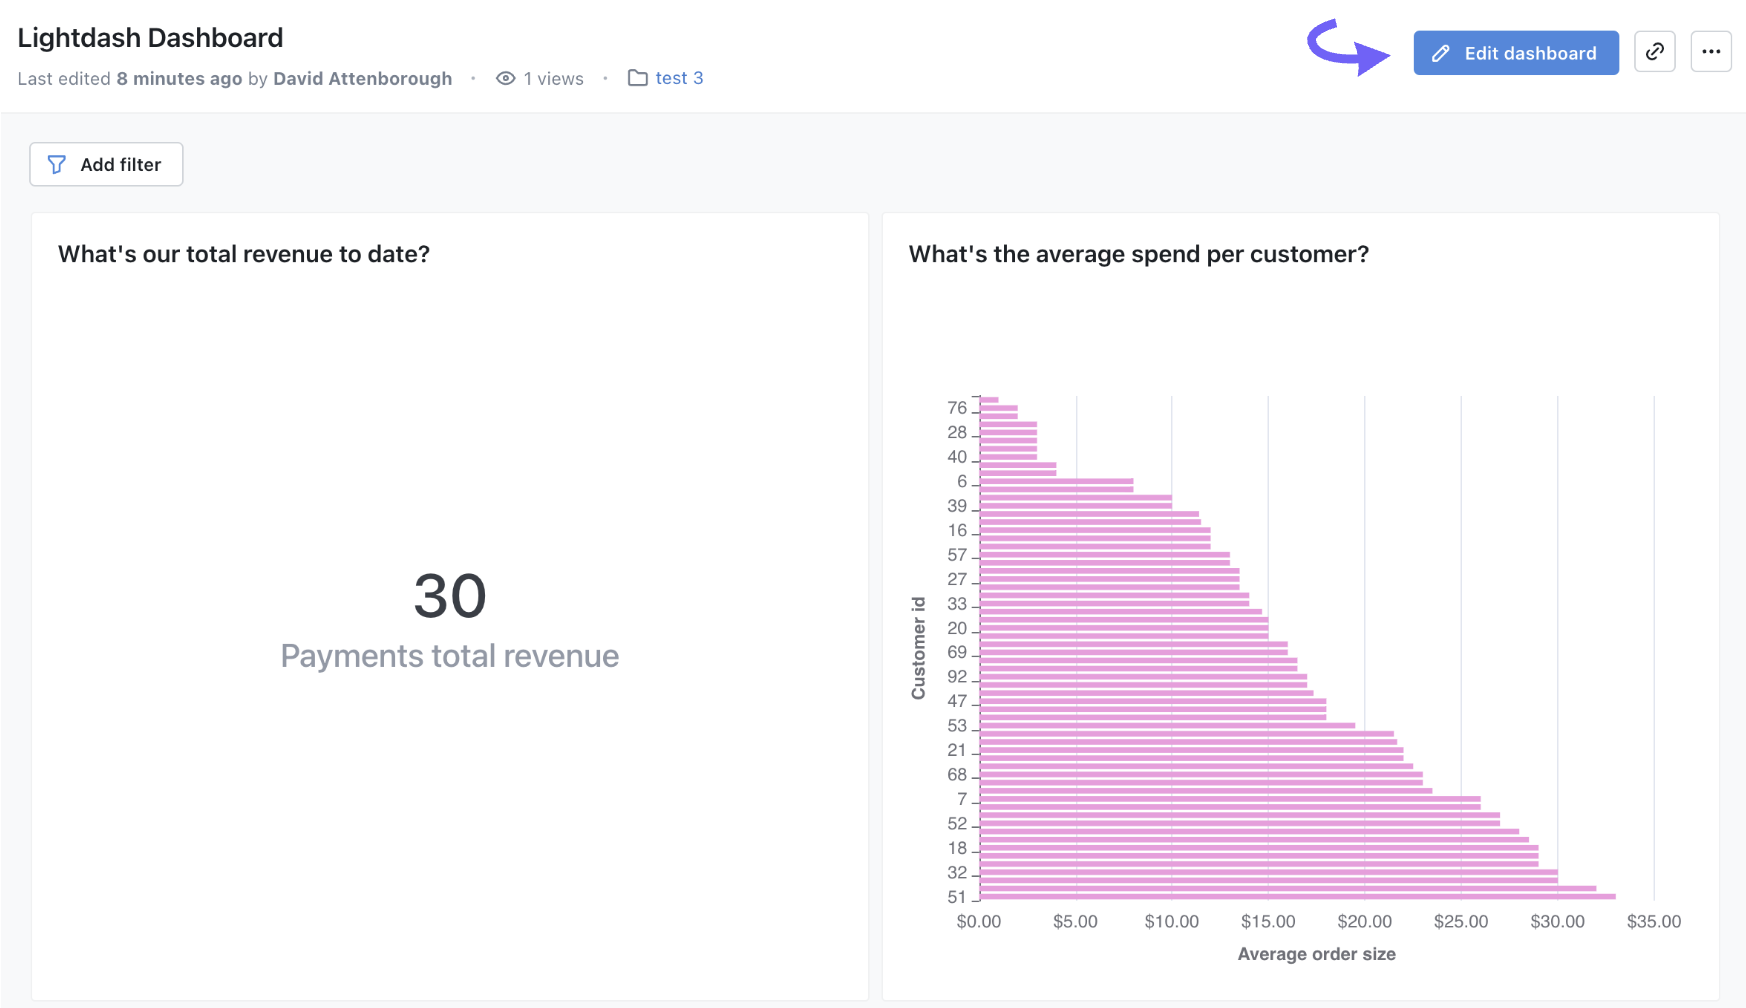 Lightdash Dashboard
Edit dashboard
Last edited 8 minutes ago by David Attenborough · 1 views · test 3
Add filter
What's our total revenue to date?
30
Payments total revenue
What's the average spend per customer?
Customer id
76
28
40
6
39
16
57
27
33
20
69
92
47
53
21
68
7
52
18
32
51
$0.00 $5.00 $10.00 $15.00 $20.00 $25.00 $30.00 $35.00
Average order size